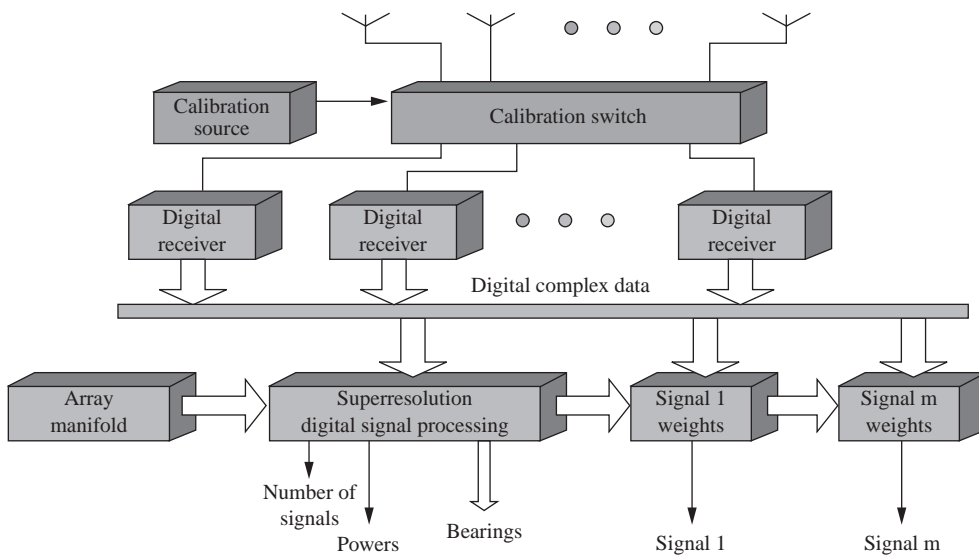 Calibration
source
Calibration switch
Digital
receiver
Digital
receiver
Digital
receiver
Digital complex data
Array
manifold
Superresolution
digital signal processing
Signal 1
weights
Signal m
weights
Number of
signals
Powers
Bearings
Signal 1
Signal m